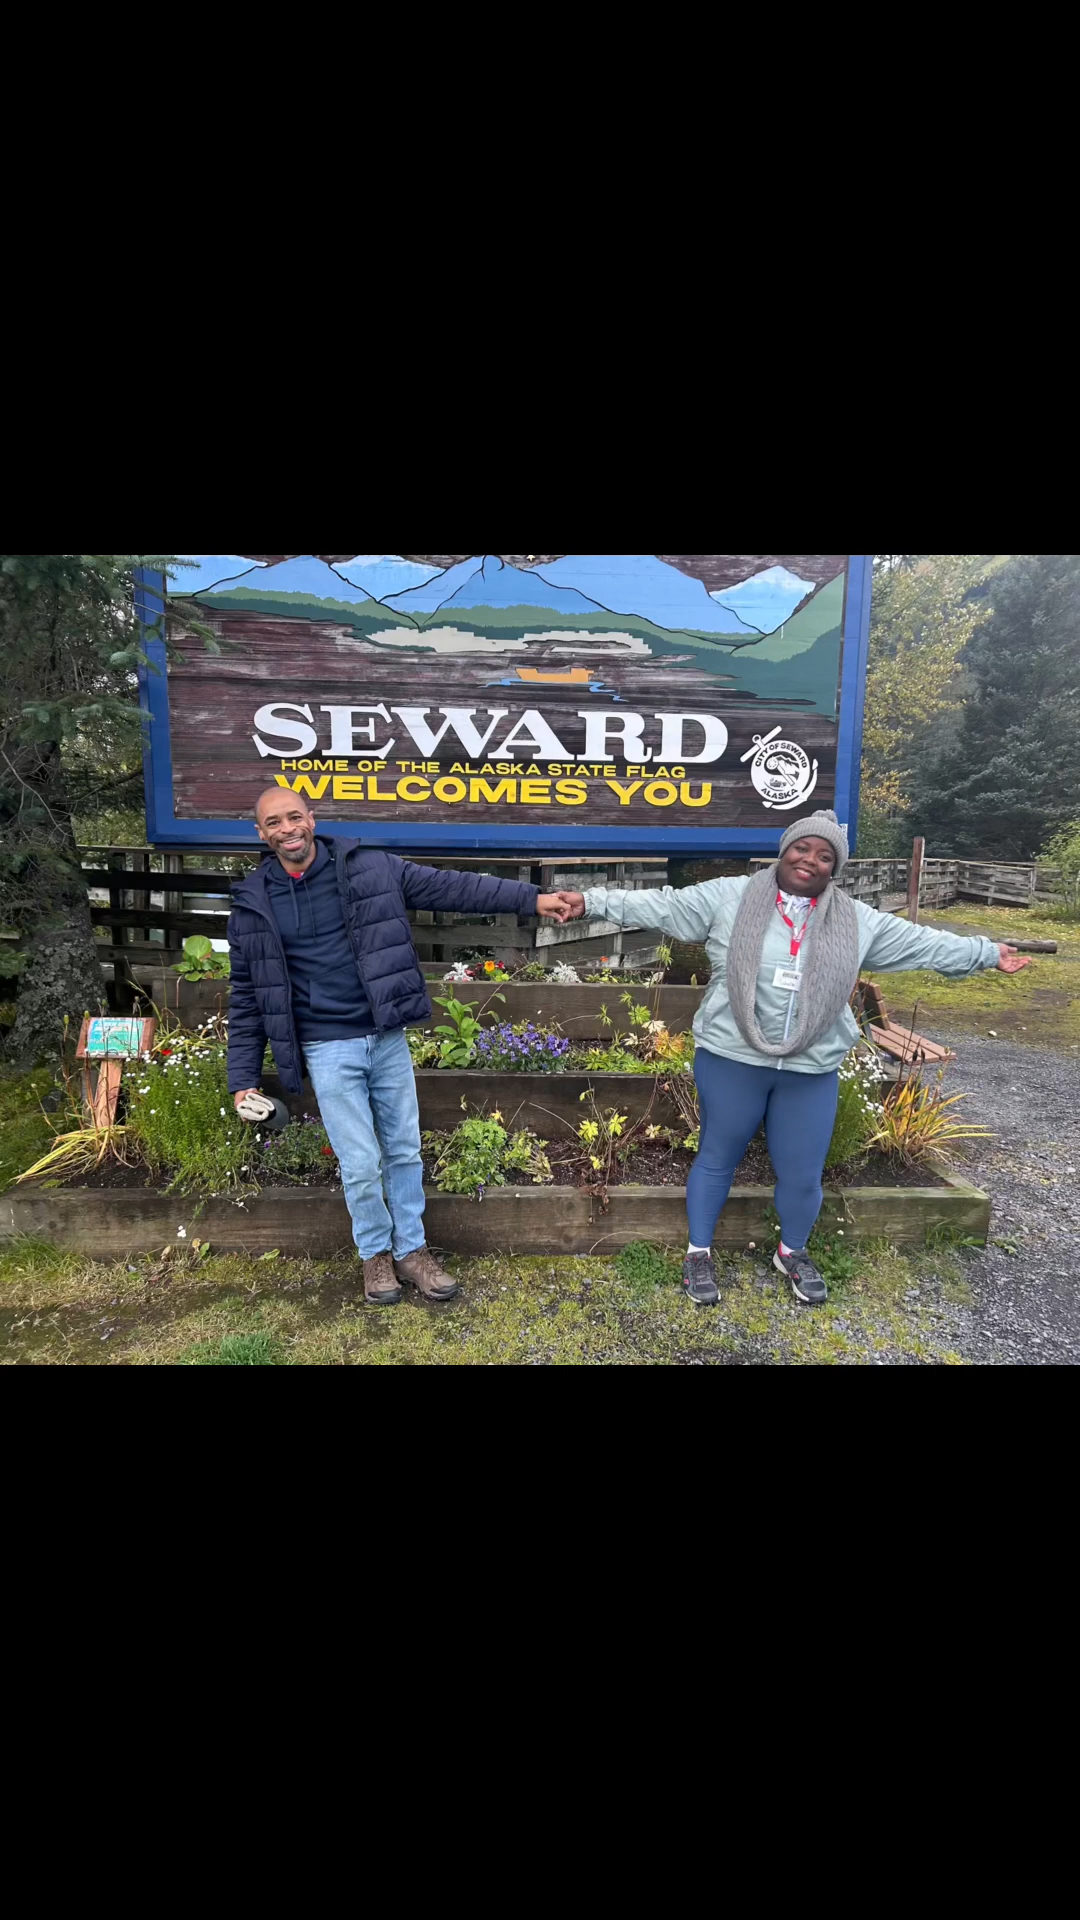 SEWARD
HOME OF THE ALASKA STATE FLAG
WELCOMES YOU
CITY OF SEWARD
ALASKA